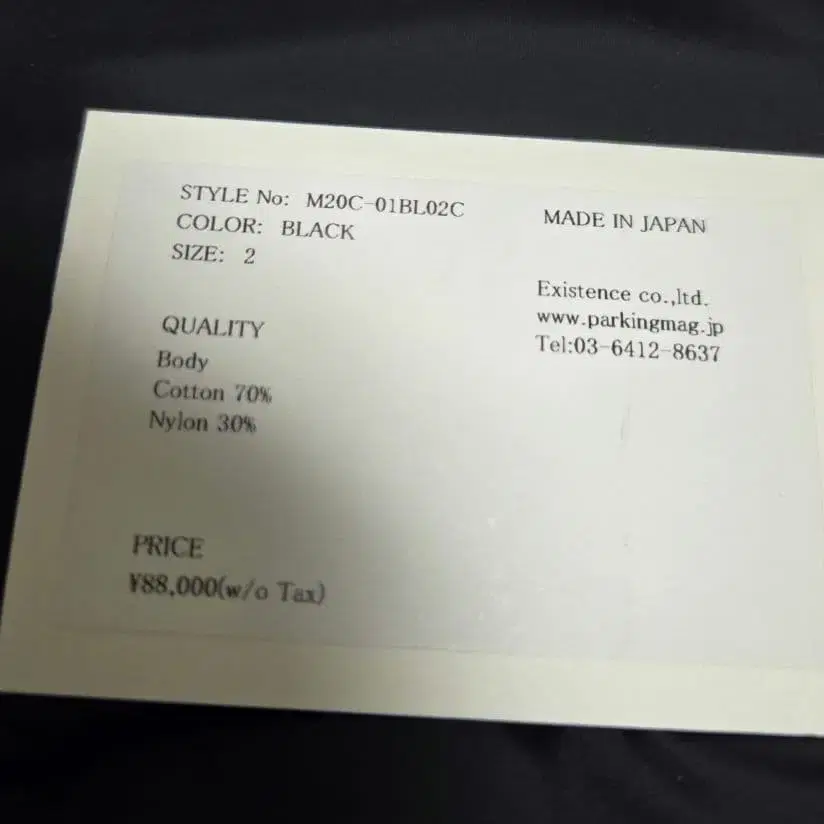 STYLE No: M20C-01BL02C
COLOR: BLACK
SIZE: 2
MADE IN JAPAN
Existence co.,ltd.
www.parkingmag.jp
Tel:03-6412-8637
QUALITY
Body
Cotton 70%
Nylon 30%
PRICE
¥88,000(w/o Tax)